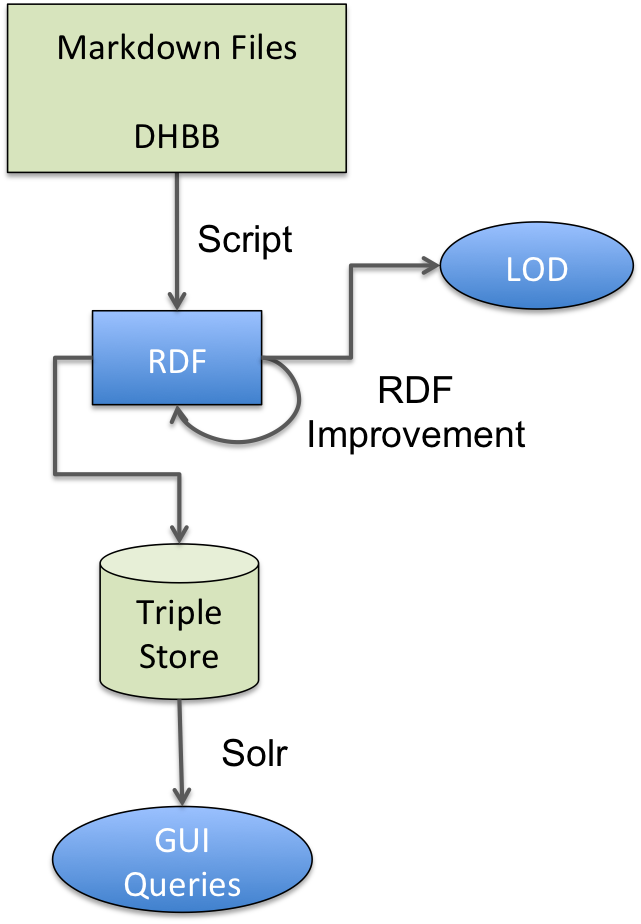 Markdown Files
DHBB
Script
LOD
RDF
RDF
Improvement
Triple
Store
Solr
GUI
Queries